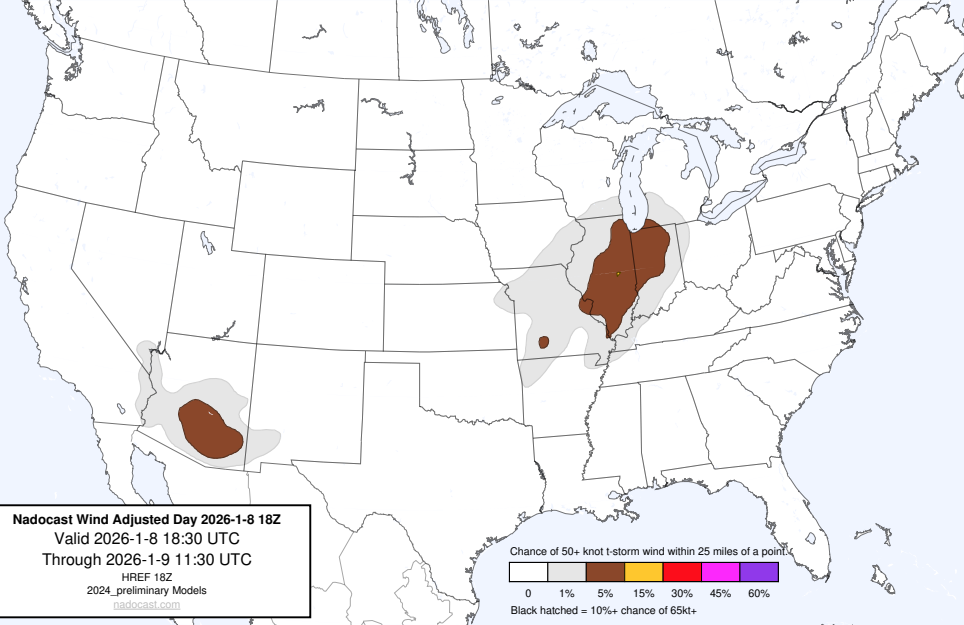 Nadocast Wind Adjusted Day 2026-1-8 18Z
Valid 2026-1-8 18:30 UTC
Through 2026-1-9 11:30 UTC
HREF 18Z
2024_preliminary Models
nadocast.com
Chance of 50+ knot t-storm wind within 25 miles of a point.
0 1% 5% 15% 30% 45% 60%
Black hatched = 10%+ chance of 65kt+